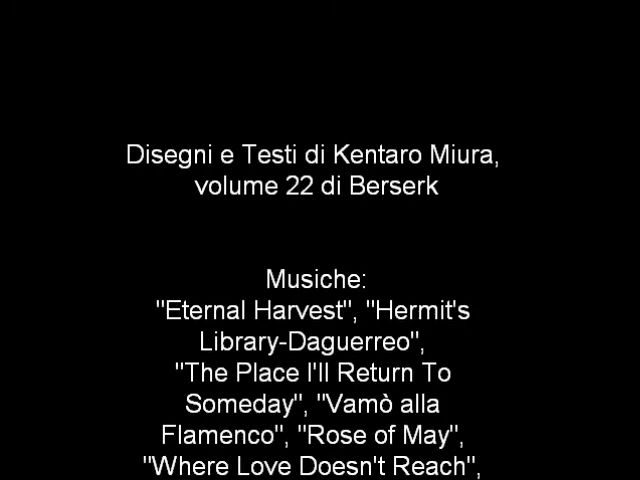 Disegni e Testi di Kentaro Miura,
volume 22 di Berserk
Musiche:
"Eternal Harvest", "Hermit's
Library-Daguerreo",
"The Place I'll Return To
Someday", "Vamò alla
Flamenco", "Rose of May",
"Where Love Doesn't Reach",